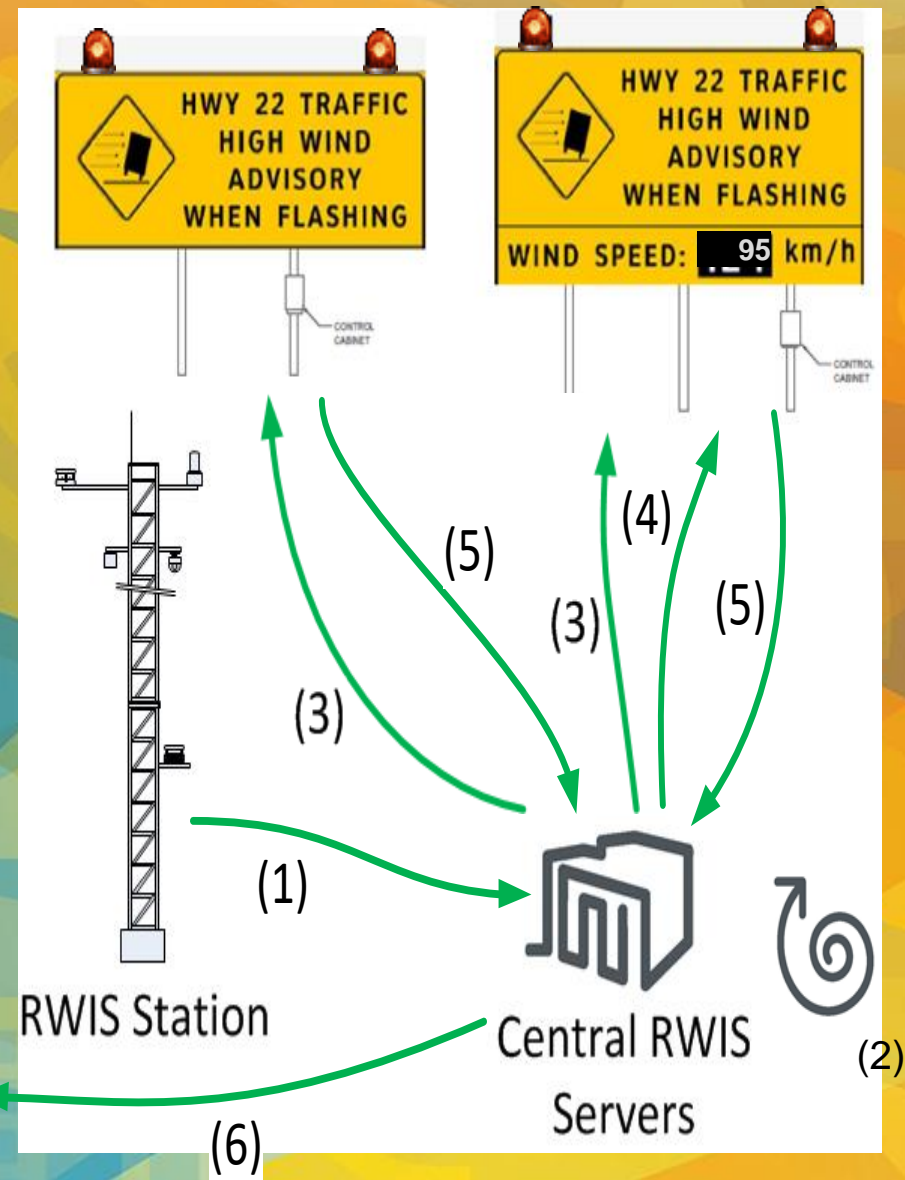 HWY 22 TRAFFIC
HIGH WIND
ADVISORY
WHEN FLASHING
CONTROL
CABINET
HWY 22 TRAFFIC
HIGH WIND
ADVISORY
WHEN FLASHING
WIND SPEED: 95 km/h
CONTROL
CABINET
(5)
(4)
(3)
(5)
(3)
(1)
RWIS Station
Central RWIS
Servers
(2)
(6)